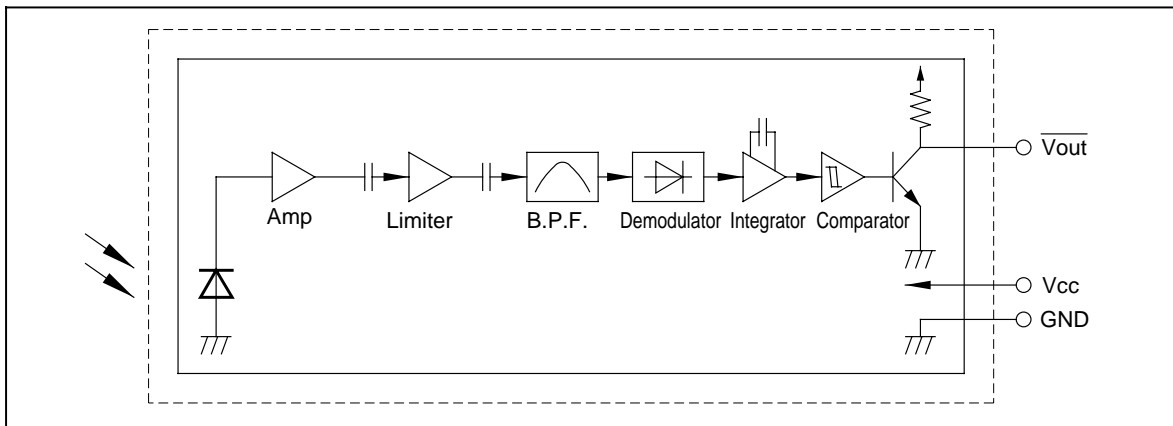 Amp
Limiter
B.P.F.
Demodulator
Integrator
Comparator
Vout
Vcc
GND